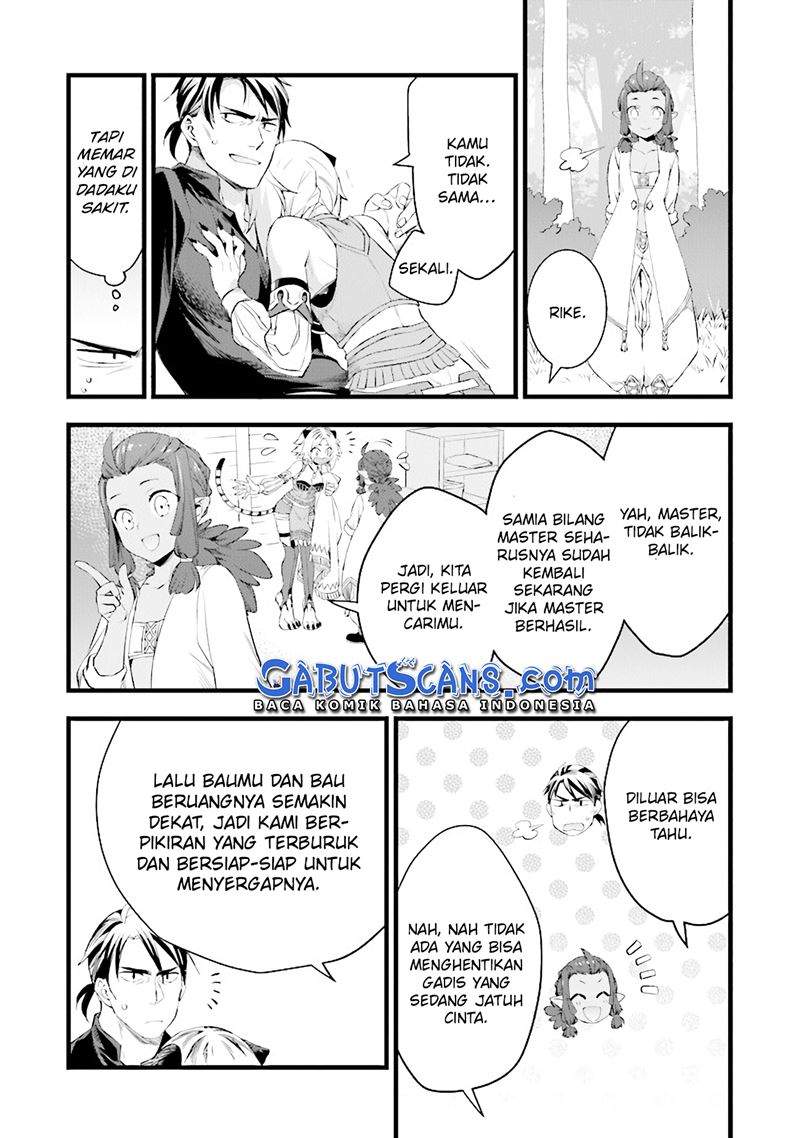 RIKE.
KAMU
TIDAK.
TIDAK
SAMA...
SEKALI.
TAPI
MEMAR
YANG DI
DADAKU
SAKIT.
YAH, MASTER,
TIDAK BALIK-
BALIK.
SAMIA BILANG
MASTER SEHA-
RUSNYA SUDAH
KEMBALI
SEKARANG
JIKA MASTER
BERHASIL.
JADI, KITA
PERGI KELUAR
UNTUK MEN-
CARIMU.
GABUTSCANS.COM
BACA KOMIK BAHASA INDONESIA
DILUAR BISA
BERBAHAYA
TAHU.
NAH, NAH TIDAK
ADA YANG BISA
MENGHENTIKAN
GADIS YANG
SEDANG JATUH
CINTA.
LALU BAUMU DAN BAU
BERUANGNYA SEMAKIN
DEKAT, JADI KAMI BER-
PIKIRAN YANG TERBURUK
DAN BERSIAP-SIAP UNTUK
MENYERGAPNYA.